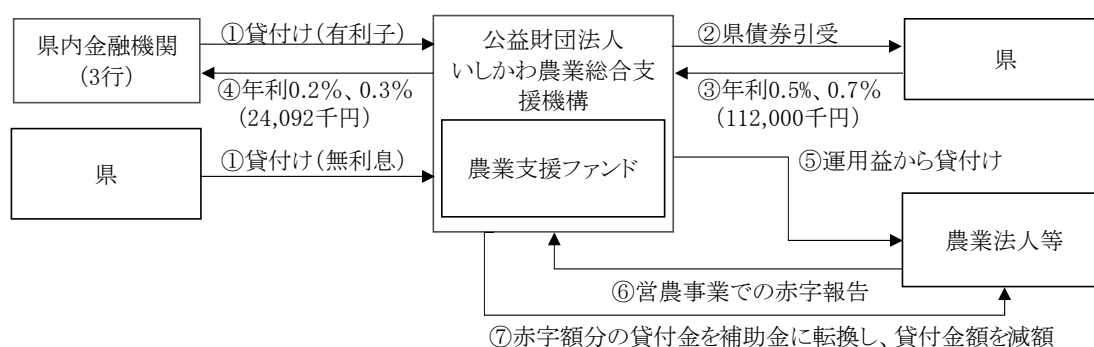 県内金融機関
(3行)
①貸付け(有利子)
④年利0.2%、0.3%
(24,092千円)
公益財団法人
いしかわ農業総合支
援機構
農業支援ファンド
②県債券引受
③年利0.5%、0.7%
(112,000千円)
県
県
①貸付け(無利息)
⑤運用益から貸付け
農業法人等
⑥営農事業での赤字報告
⑦赤字額分の貸付金を補助金に転換し、貸付金額を減額